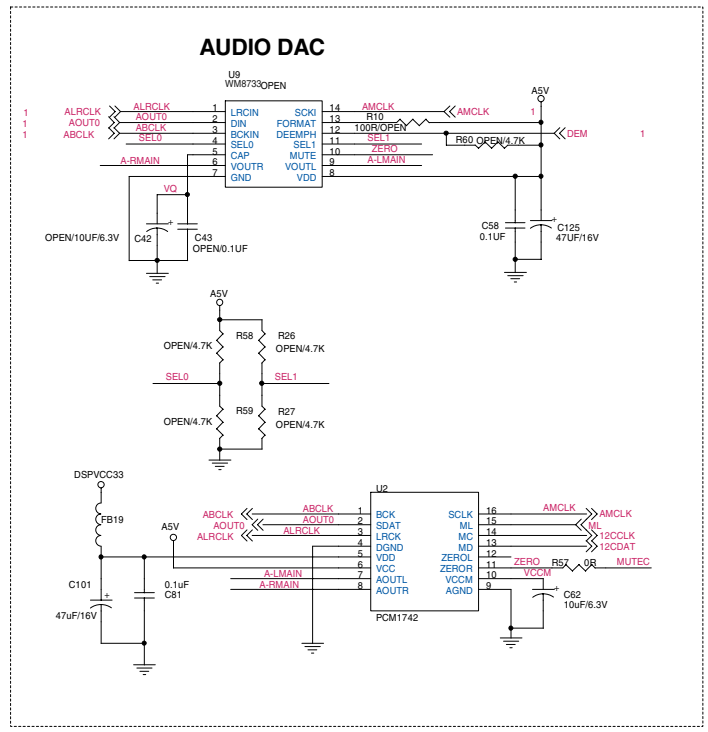 AUDIO DAC
U9
WM8733 OPEN
A5V
1 ALRCLK ALRCLK 1 LRCIN SCKI 14 AMCLK AMCLK 1
1 AOUT0 AOUT0 2 DIN FORMAT 13 R10
1 ABCLK ABCLK 3 BCKIN DEEMPH 12 100R/OPEN DEM 1
SEL0 4 SEL0 SEL1 11 SEL1 R60 OPEN/4.7K
5 CAP MUTE 10 ZERO
A-RMAIN 6 VOUTR VOUTL 9 A-LMAIN
7 GND VDD 8
VQ
+ +
OPEN/10UF/6.3V C42 C43 OPEN/0.1UF
C58 0.1UF C125 47UF/16V
A5V
R58 R26
OPEN/4.7K OPEN/4.7K
SEL0 SEL1
R59 R27
OPEN/4.7K OPEN/4.7K
DSPVCC33
U2
FB19 A5V
ABCLK ABCLK 1 BCK SCLK 16 AMCLK AMCLK
AOUT0 AOUT0 2 SDAT ML 15 ML
ALRCLK ALRCLK 3 LRCK MC 14 12CCLK
4 DGND MD 13 12CDAT
5 VDD ZEROL 12
6 VCC ZEROR 11 ZERO R57 0R MUTEC
A-LMAIN 7 AOUTL VCCM 10 VCCM
A-RMAIN 8 AOUTR AGND 9
C101 + 0.1uF +
47uF/16V C81 C62
10uF/6.3V
PCM1742